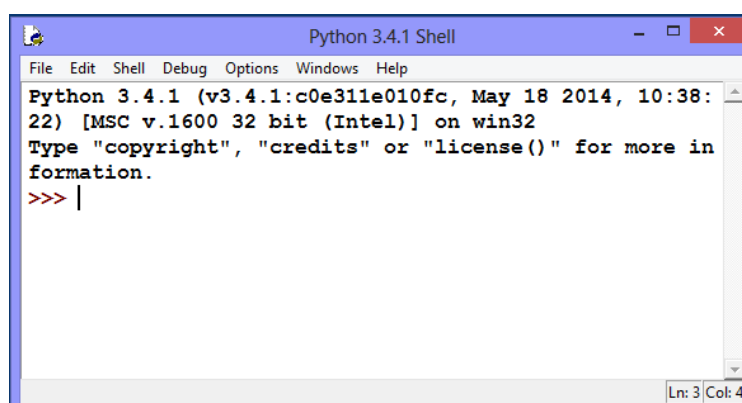 Python 3.4.1 Shell
File Edit Shell Debug Options Windows Help
Python 3.4.1 (v3.4.1:c0e311e010fc, May 18 2014, 10:38:
22) [MSC v.1600 32 bit (Intel)] on win32
Type "copyright", "credits" or "license()" for more in
formation.
>>>
Ln: 3 Col: 4